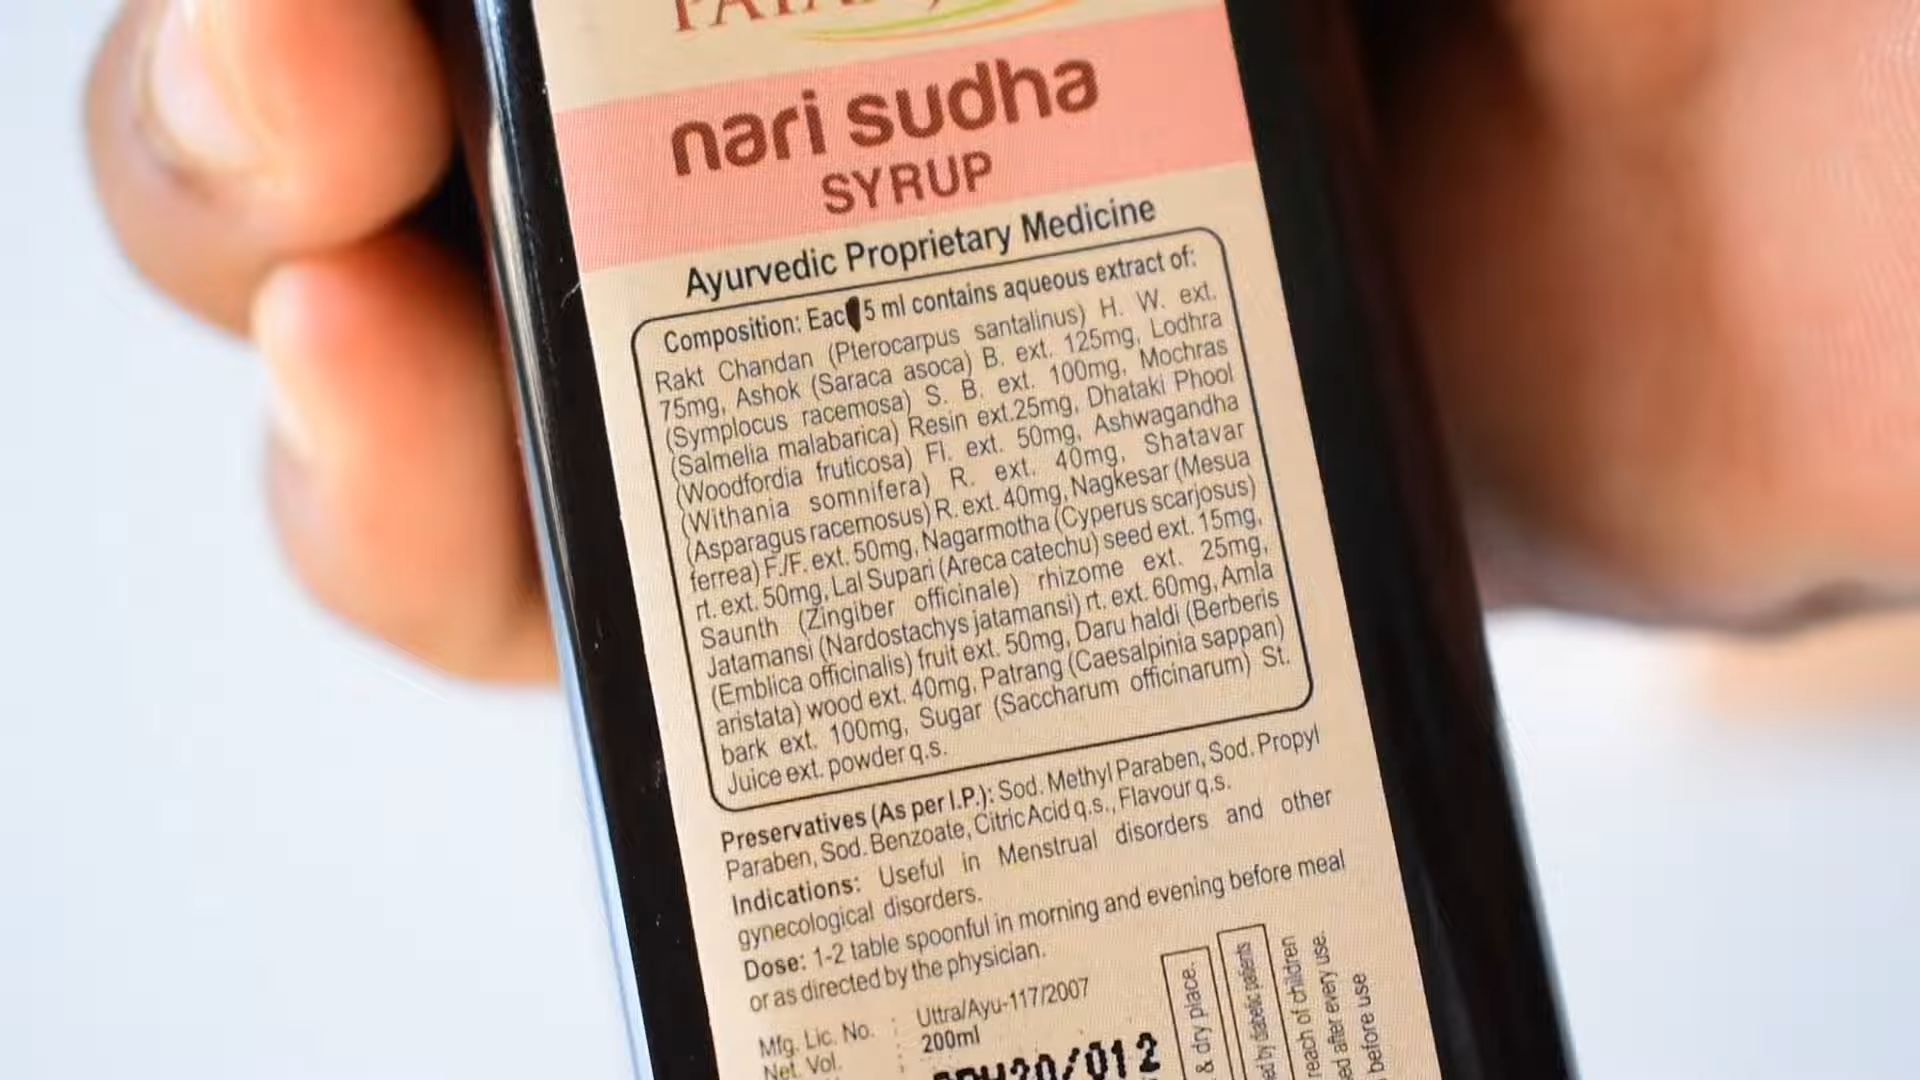 nari sudha
SYRUP
Ayurvedic Proprietary Medicine
Composition: Eac 5 ml contains aqueous extract of:
Rakt Chandan (Pterocarpus santalinus) H. W. ext.
75mg, Ashok (Saraca asoca) B. ext. 125mg, Lodhra
(Symplocus racemosa) S. B. ext. 100mg, Mochras
(Salmelia malabarica) Resin ext.25mg, Dhataki Phool
(Woodfordia fruticosa) Fl. ext. 50mg, Ashwagandha
(Withania somnifera) R. ext. 40mg, Shatavar
(Asparagus racemosus) R. ext. 40mg, Nagkesar (Mesua
ferrea) F./F. ext. 50mg, Nagarmotha (Cyperus scarjosus)
rt. ext. 50mg, Lal Supari (Areca catechu) seed ext. 15mg,
Saunth (Zingiber officinale) rhizome ext. 25mg,
Jatamansi (Nardostachys jatamansi) rt. ext. 60mg, Amla
(Emblica officinalis) fruit ext. 50mg, Daru haldi (Berberis
aristata) wood ext. 40mg, Patrang (Caesalpinia sappan)
bark ext. 100mg, Sugar (Saccharum officinarum) St.
Juice ext. powder q.s.
Preservatives (As per I.P.): Sod. Methyl Paraben, Sod. Propyl
Paraben, Sod. Benzoate, Citric Acid q.s., Flavour q.s.
Indications: Useful in Menstrual disorders and other
gynecological disorders.
Dose: 1-2 table spoonful in morning and evening before meal
or as directed by the physician.
Mfg. Lic. No. : Uttra/Ayu-117/2007
Net. Vol. : 200ml
& dry place.
by diabetic patients
reach of children
after every use.
before use